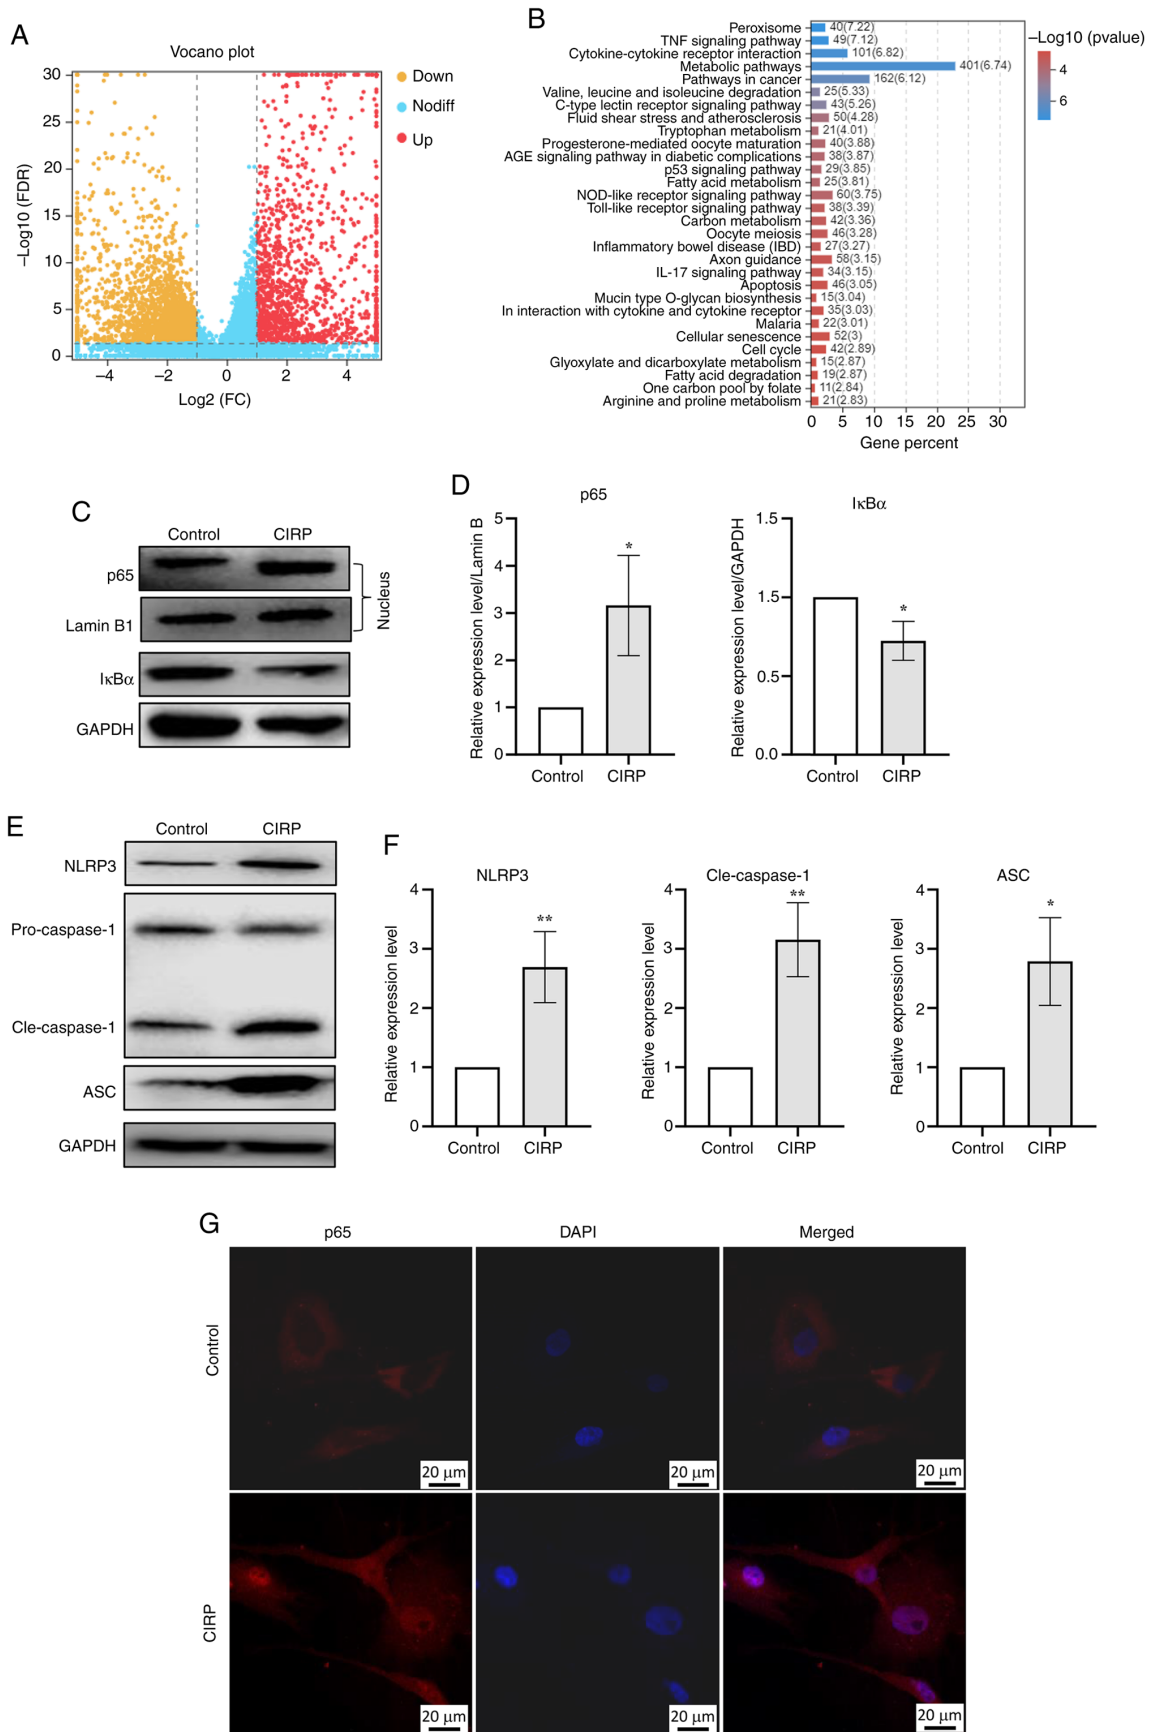 A
Vocano plot
30
25
20
15
10
5
0
–Log10 (FDR)
–4
–2
0
2
4
Log2 (FC)
Down
Nodiff
Up
B
Peroxisome 40(7.22)
TNF signaling pathway 49(7.12)
Cytokine-cytokine receptor interaction 101(6.82)
Metabolic pathways 401(6.74)
Pathways in cancer 162(6.12)
Valine, leucine and isoleucine degradation 25(5.33)
C-type lectin receptor signaling pathway 43(5.26)
Fluid shear stress and atherosclerosis 50(4.28)
Tryptophan metabolism 21(4.01)
Progesterone-mediated oocyte maturation 40(3.88)
AGE signaling pathway in diabetic complications 38(3.87)
p53 signaling pathway 29(3.85)
Fatty acid metabolism 25(3.81)
NOD-like receptor signaling pathway 60(3.75)
Toll-like receptor signaling pathway 38(3.39)
Carbon metabolism 42(3.36)
Oocyte meiosis 46(3.28)
Inflammatory bowel disease (IBD) 27(3.27)
Axon guidance 58(3.15)
IL-17 signaling pathway 34(3.15)
Apoptosis 46(3.05)
Mucin type O-glycan biosynthesis 15(3.04)
In interaction with cytokine and cytokine receptor 35(3.03)
Malaria 22(3.01)
Cellular senescence 52(3)
Cell cycle 42(2.89)
Glyoxylate and dicarboxylate metabolism 15(2.87)
Fatty acid degradation 19(2.87)
One carbon pool by folate 11(2.84)
Arginine and proline metabolism 21(2.83)
0 5 10 15 20 25 30
Gene percent
–Log10 (pvalue)
4
6
C
Control CIRP
p65
Lamin B1
Nucleus
IκBα
GAPDH
D
p65
Relative expression level/Lamin B
5
4
3
2
1
0
*
Control CIRP
IκBα
Relative expression level/GAPDH
1.5
1.5
0.5
0.0
*
Control CIRP
E
Control CIRP
NLRP3
Pro-caspase-1
Cle-caspase-1
ASC
GAPDH
F
NLRP3
Relative expression level
4
3
2
1
0
**
Control CIRP
Cle-caspase-1
Relative expression level
4
3
2
1
0
**
Control CIRP
ASC
Relative expression level
4
3
2
1
0
*
Control CIRP
G
p65 DAPI Merged
Control
20 μm 20 μm 20 μm
CIRP
20 μm 20 μm 20 μm